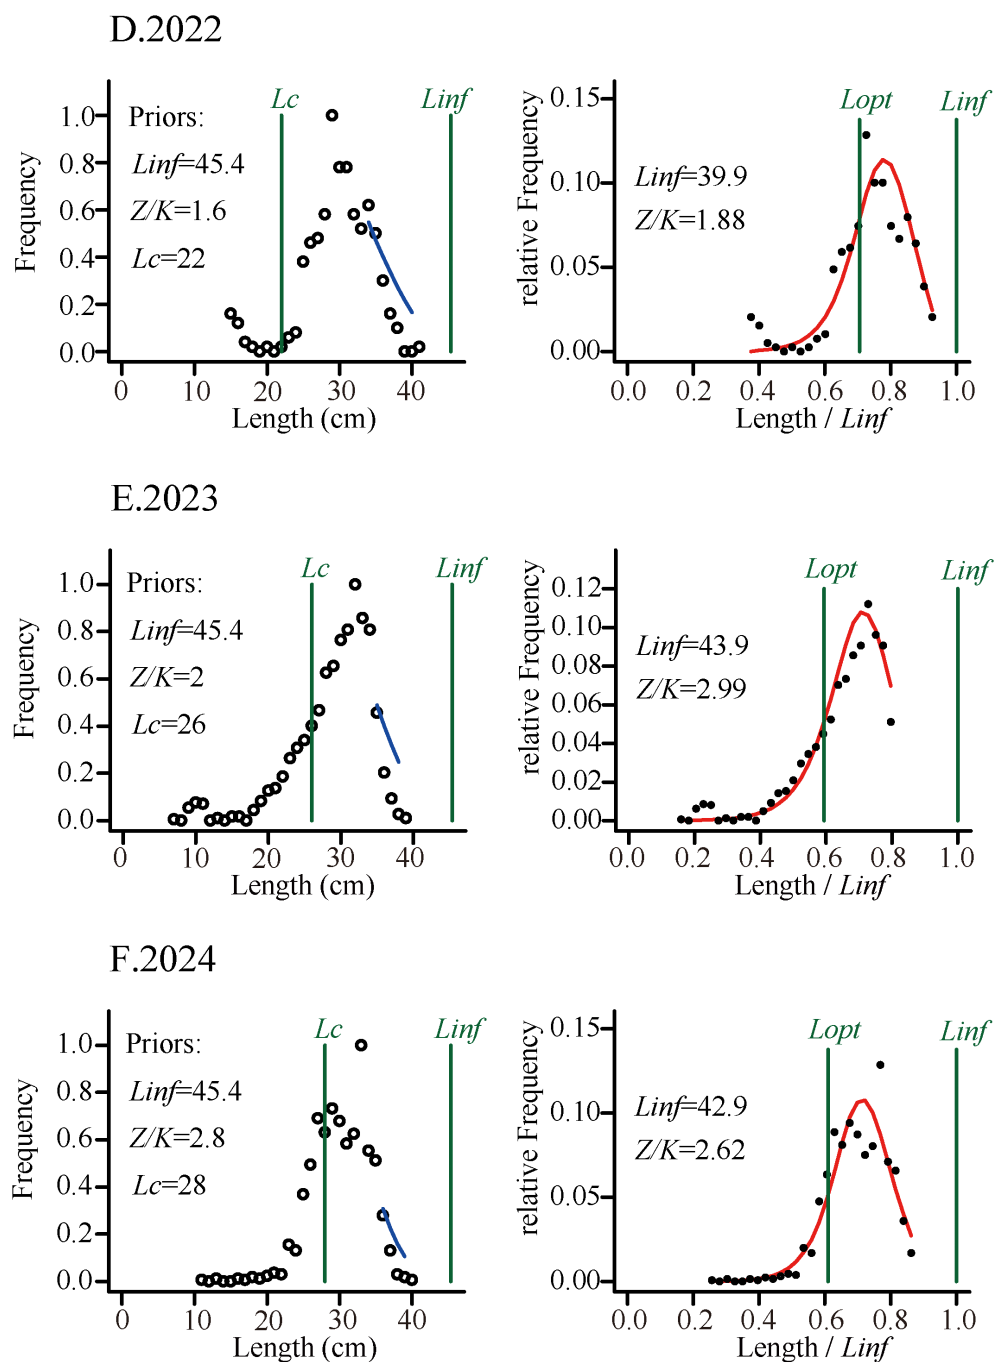 D.2022
Lc Linf
Priors:
Linf=45.4
Z/K=1.6
Lc=22
Frequency
1.0
0.8
0.6
0.4
0.2
0.0
0 10 20 30 40
Length (cm)
Lopt Linf
Linf=39.9
Z/K=1.88
relative Frequency
0.15
0.10
0.05
0.00
0.0 0.2 0.4 0.6 0.8 1.0
Length / Linf
E.2023
Lc Linf
Priors:
Linf=45.4
Z/K=2
Lc=26
Frequency
1.0
0.8
0.6
0.4
0.2
0.0
0 10 20 30 40
Length (cm)
Lopt Linf
Linf=43.9
Z/K=2.99
relative Frequency
0.12
0.10
0.08
0.06
0.04
0.02
0.00
0.0 0.2 0.4 0.6 0.8 1.0
Length / Linf
F.2024
Lc Linf
Priors:
Linf=45.4
Z/K=2.8
Lc=28
Frequency
1.0
0.8
0.6
0.4
0.2
0.0
0 10 20 30 40
Length (cm)
Lopt Linf
Linf=42.9
Z/K=2.62
relative Frequency
0.15
0.10
0.05
0.00
0.0 0.2 0.4 0.6 0.8 1.0
Length / Linf